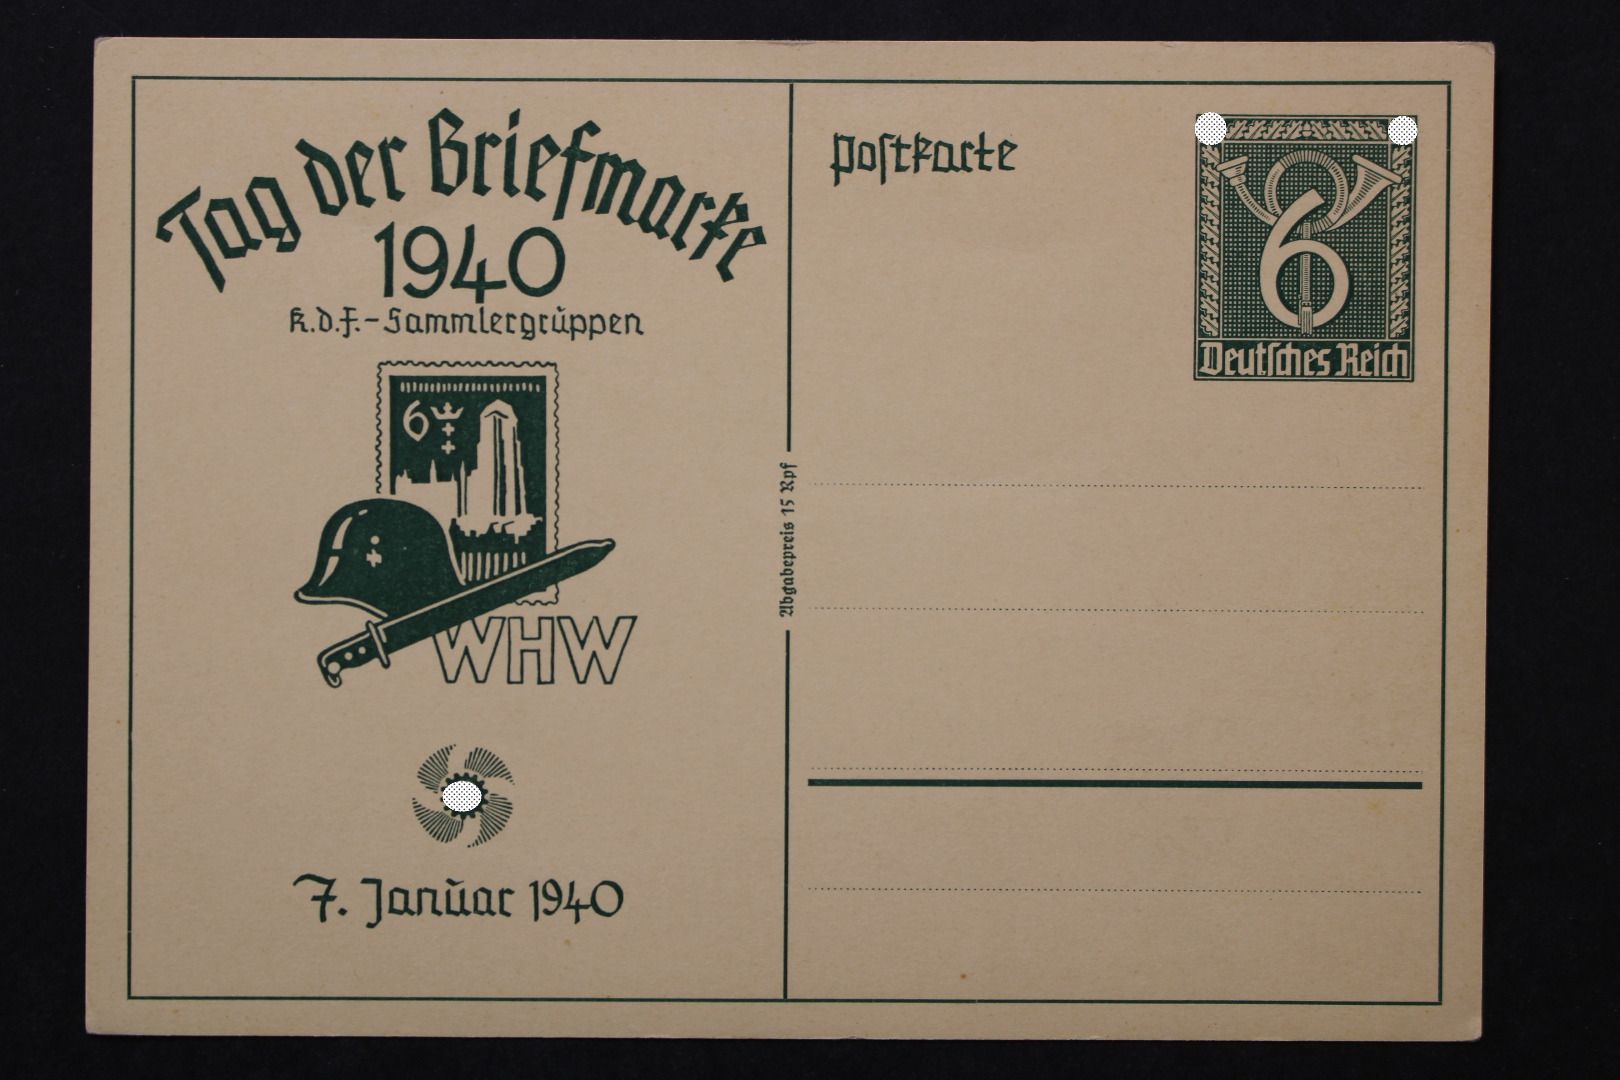 Tag der Briefmarke
1940
K.d.F.-Sammlergruppen
6
WHW
7. Januar 1940
Abgabepreis 15 Rpf
Postkarte
6
Deutsches Reich